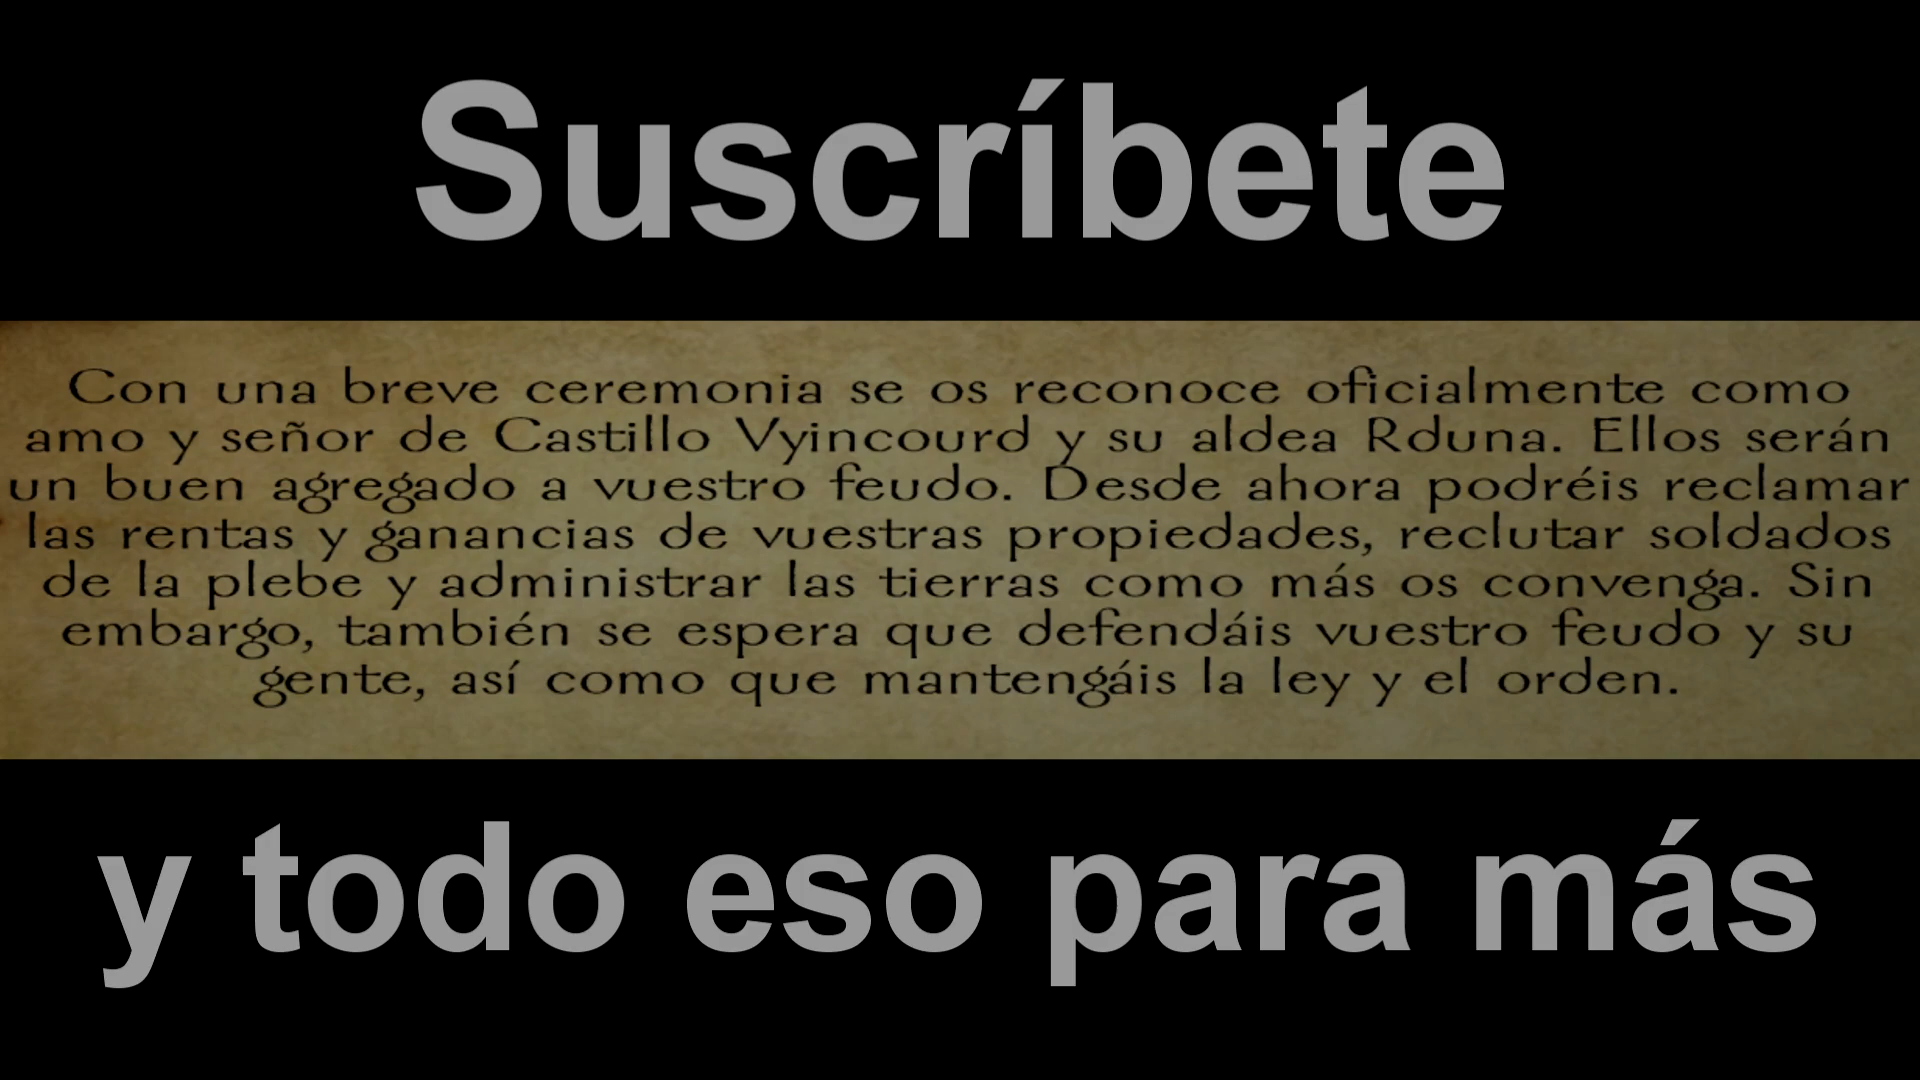 Suscríbete
Con una breve ceremonia se os reconoce oficialmente como
amo y señor de Castillo Vyincourd y su aldea Rduna. Ellos serán
un buen agregado a vuestro feudo. Desde ahora podréis reclamar
las rentas y ganancias de vuestras propiedades, reclutar soldados
de la plebe y administrar las tierras como más os convenga. Sin
embargo, también se espera que defendáis vuestro feudo y su
gente, así como que mantengáis la ley y el orden.
y todo eso para más